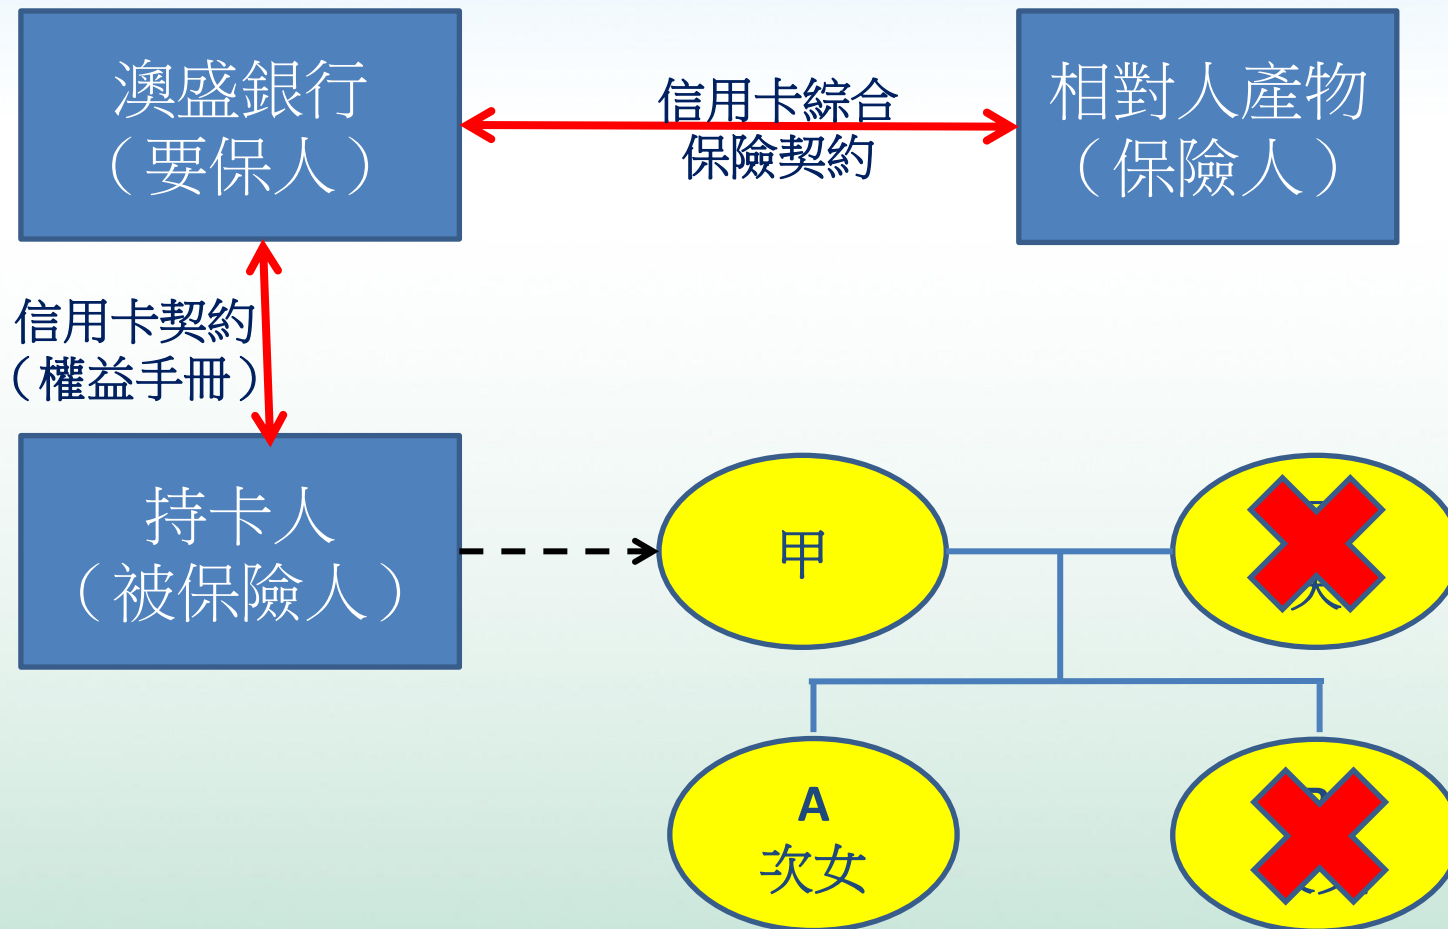 澳盛銀行
（要保人）
信用卡綜合
保險契約
相對人產物
（保險人）
信用卡契約
（權益手冊）
持卡人
（被保險人）
甲
A
次女